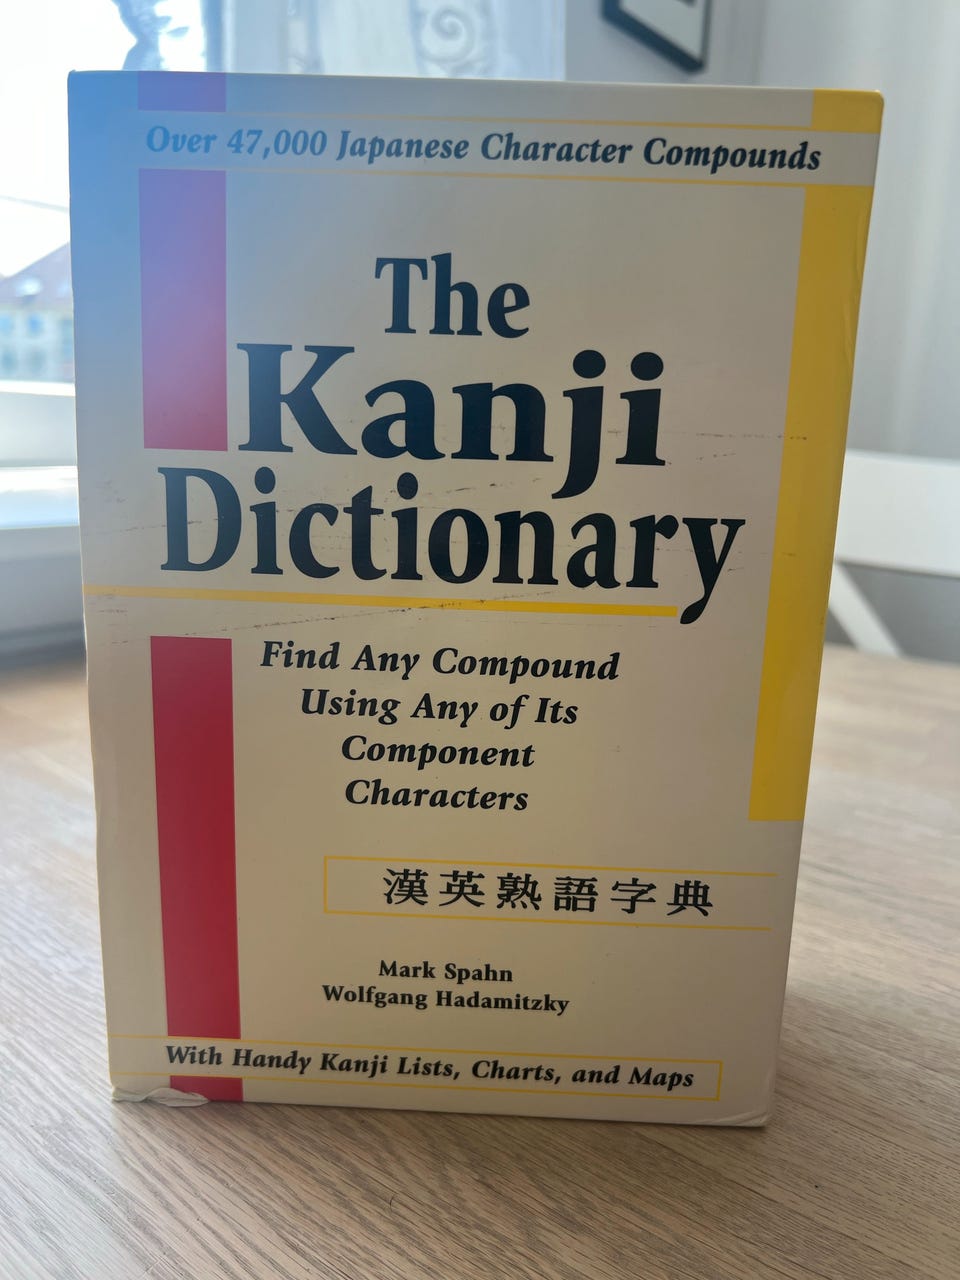 Over 47,000 Japanese Character Compounds
The
Kanji
Dictionary
Find Any Compound
Using Any of Its
Component
Characters
漢英熟語字典
Mark Spahn
Wolfgang Hadamitzky
With Handy Kanji Lists, Charts, and Maps